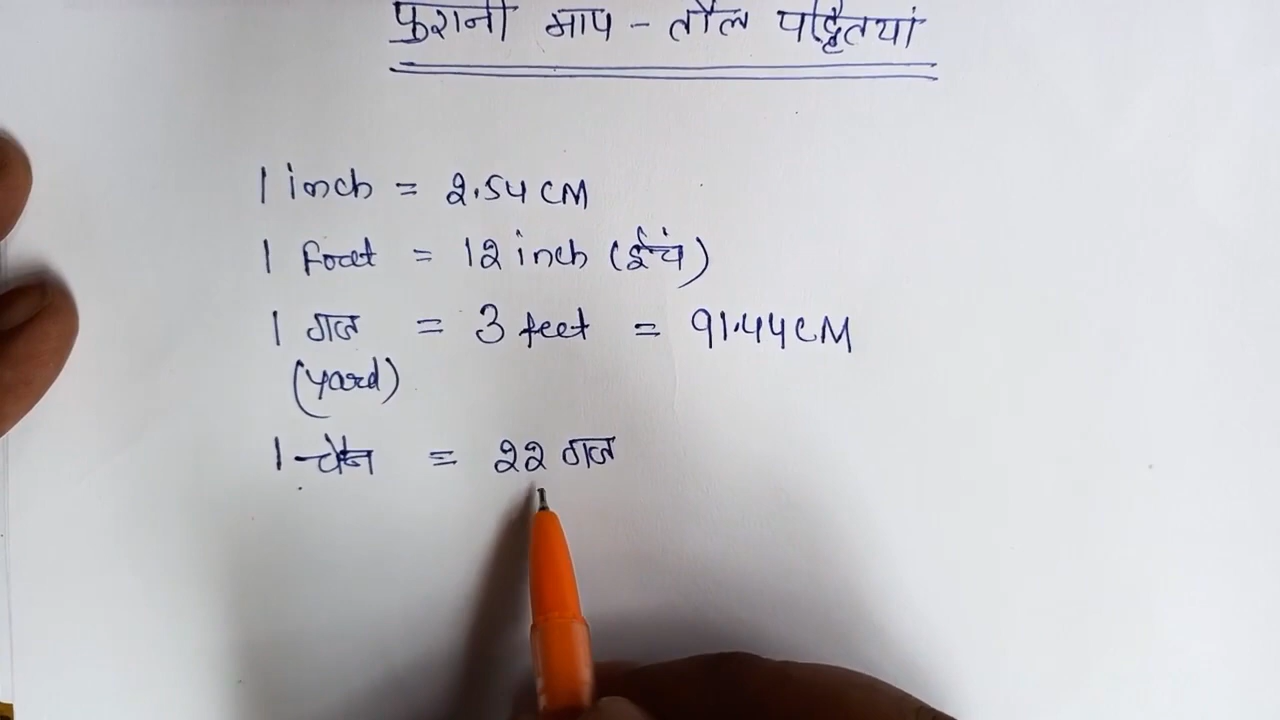 पुरानी माप - तौल पद्धितयां
1 inch = 2.54 CM
1 Foot = 12 inch (ईंच)
1 गज = 3 feet = 91.44 CM
(yard)
1 चैन = 22 गज